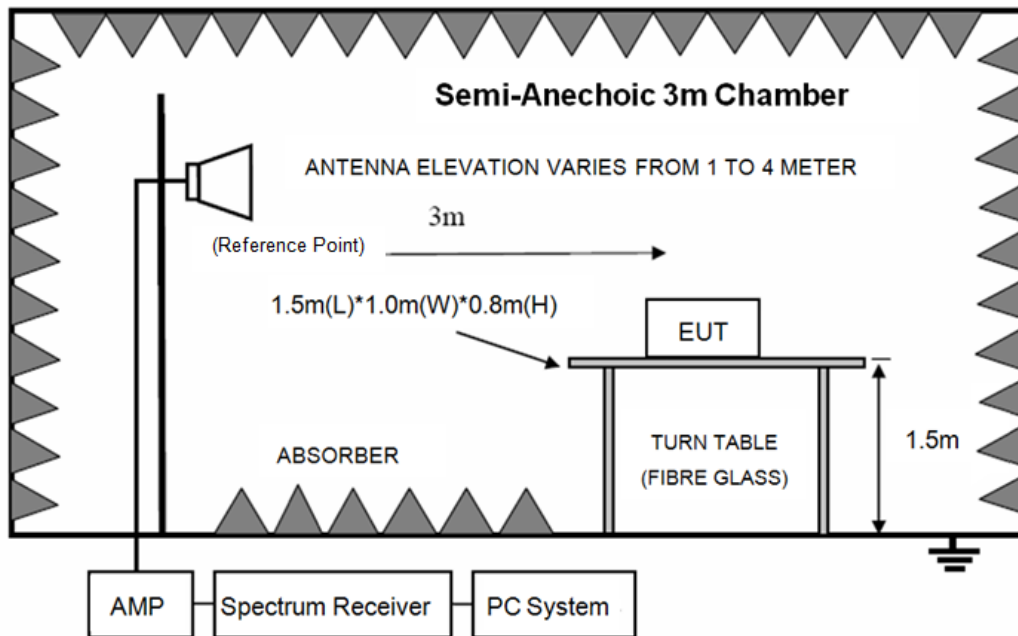 Semi-Anechoic 3m Chamber
ANTENNA ELEVATION VARIES FROM 1 TO 4 METER
3m
(Reference Point)
1.5m(L)*1.0m(W)*0.8m(H)
EUT
ABSORBER
TURN TABLE
(FIBRE GLASS)
1.5m
AMP
Spectrum Receiver
PC System